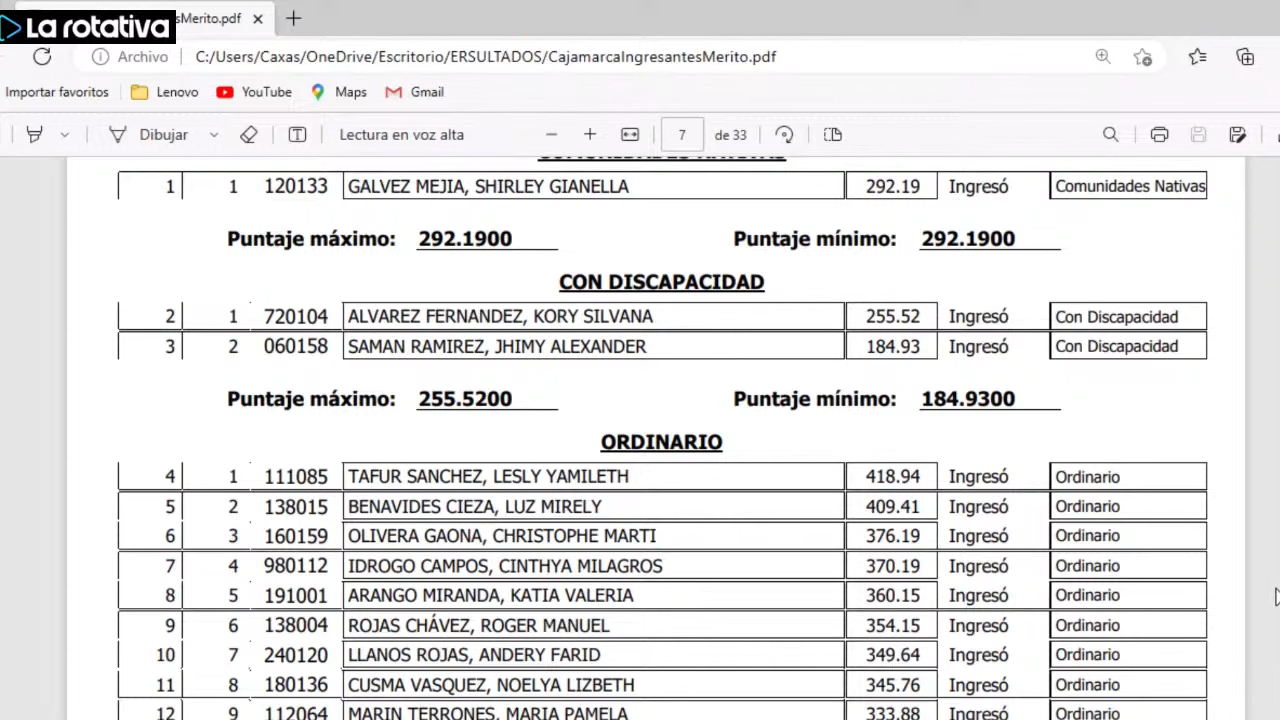 La rotativa
sMerito.pdf
Archivo C:/Users/Caxas/OneDrive/Escritorio/ERSULTADOS/CajamarcaIngresantesMerito.pdf
Importar favoritos Lenovo YouTube Maps Gmail
Dibujar Lectura en voz alta 7 de 33
1 1 120133 GALVEZ MEJIA, SHIRLEY GIANELLA 292.19 Ingresó Comunidades Nativas
Puntaje máximo: 292.1900 Puntaje mínimo: 292.1900
CON DISCAPACIDAD
2 1 720104 ALVAREZ FERNANDEZ, KORY SILVANA 255.52 Ingresó Con Discapacidad
3 2 060158 SAMAN RAMIREZ, JHIMY ALEXANDER 184.93 Ingresó Con Discapacidad
Puntaje máximo: 255.5200 Puntaje mínimo: 184.9300
ORDINARIO
4 1 111085 TAFUR SANCHEZ, LESLY YAMILETH 418.94 Ingresó Ordinario
5 2 138015 BENAVIDES CIEZA, LUZ MIRELY 409.41 Ingresó Ordinario
6 3 160159 OLIVERA GAONA, CHRISTOPHE MARTI 376.19 Ingresó Ordinario
7 4 980112 IDROGO CAMPOS, CINTHYA MILAGROS 370.19 Ingresó Ordinario
8 5 191001 ARANGO MIRANDA, KATIA VALERIA 360.15 Ingresó Ordinario
9 6 138004 ROJAS CHÁVEZ, ROGER MANUEL 354.15 Ingresó Ordinario
10 7 240120 LLANOS ROJAS, ANDERY FARID 349.64 Ingresó Ordinario
11 8 180136 CUSMA VASQUEZ, NOELYA LIZBETH 345.76 Ingresó Ordinario
12 9 112064 MARIN TERRONES, MARIA PAMELA 333.88 Ingresó Ordinario